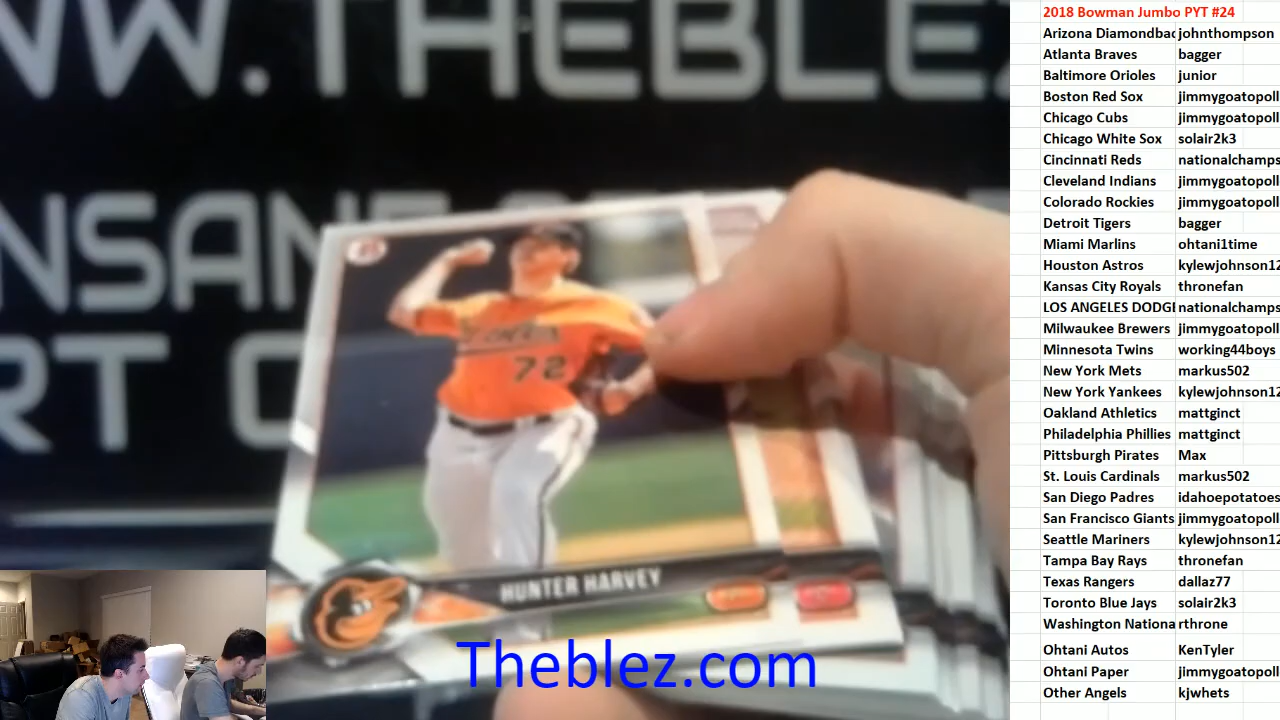 WW.THEBLEZ
INSANE
RT C
72
HUNTER HARVEY
Theblez.com
2018 Bowman Jumbo PYT #24
Arizona Diamondbac johnthompson
Atlanta Braves bagger
Baltimore Orioles junior
Boston Red Sox jimmygoatopoll
Chicago Cubs jimmygoatopoll
Chicago White Sox solair2k3
Cincinnati Reds nationalchamps
Cleveland Indians jimmygoatopoll
Colorado Rockies jimmygoatopoll
Detroit Tigers bagger
Miami Marlins ohtani1time
Houston Astros kylewjohnson12
Kansas City Royals thronefan
LOS ANGELES DODGE nationalchamps
Milwaukee Brewers jimmygoatopoll
Minnesota Twins working44boys
New York Mets markus502
New York Yankees kylewjohnson12
Oakland Athletics mattginct
Philadelphia Phillies mattginct
Pittsburgh Pirates Max
St. Louis Cardinals markus502
San Diego Padres idahoepotatoes
San Francisco Giants jimmygoatopoll
Seattle Mariners kylewjohnson12
Tampa Bay Rays thronefan
Texas Rangers dallaz77
Toronto Blue Jays solair2k3
Washington Nationa rthrone
Ohtani Autos KenTyler
Ohtani Paper jimmygoatopoll
Other Angels kjwhets